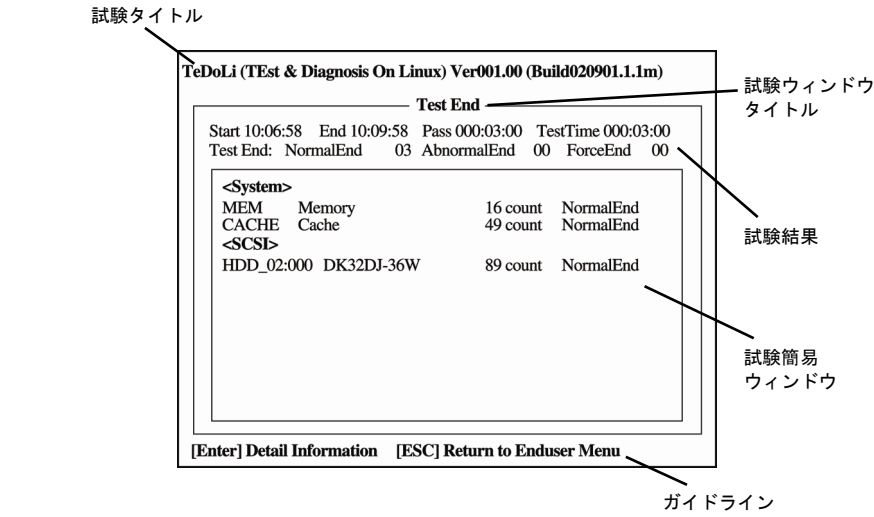 試験タイトル
TeDoLi (TEst & Diagnosis On Linux) Ver001.00 (Build020901.1.1m)
Test End
試験ウィンドウ
タイトル
Start 10:06:58 End 10:09:58 Pass 000:03:00 TestTime 000:03:00
Test End: NormalEnd 03 AbnormalEnd 00 ForceEnd 00
試験結果
<System>
MEM Memory 16 count NormalEnd
CACHE Cache 49 count NormalEnd
<SCSI>
HDD_02:000 DK32DJ-36W 89 count NormalEnd
試験簡易
ウィンドウ
[Enter] Detail Information [ESC] Return to Enduser Menu
ガイドライン